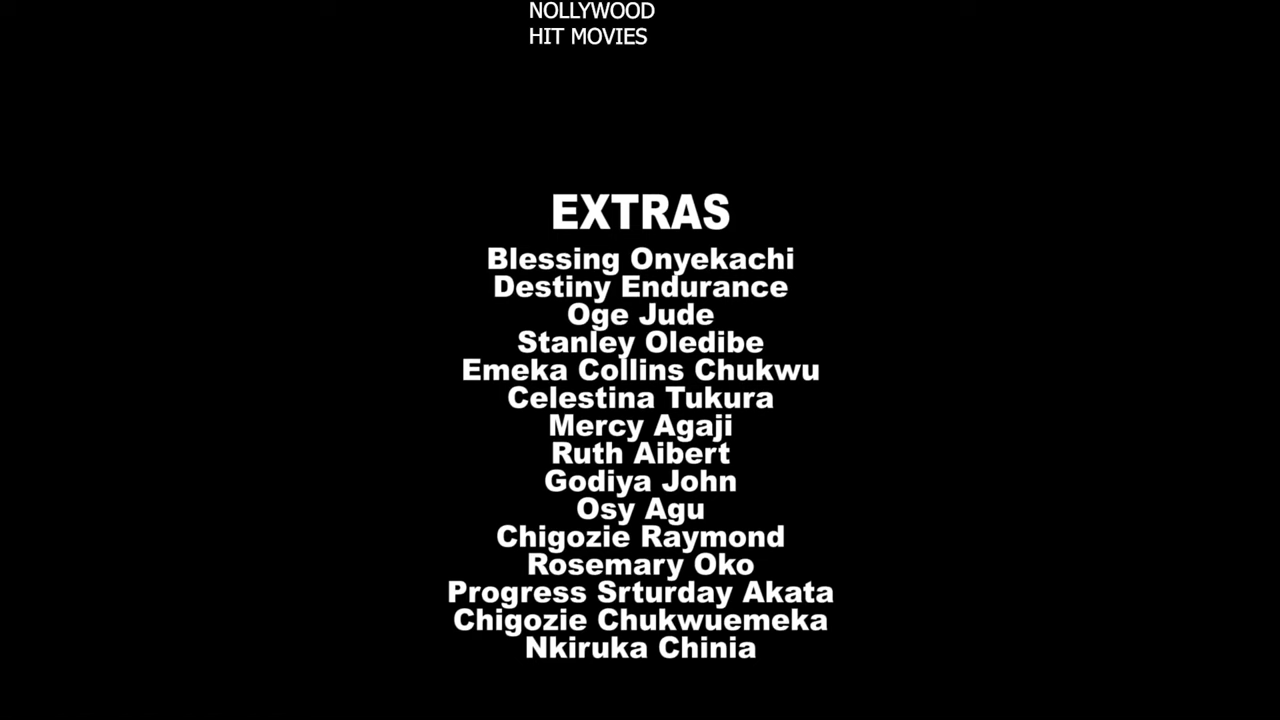 NOLLYWOOD
HIT MOVIES
EXTRAS
Blessing Onyekachi
Destiny Endurance
Oge Jude
Stanley Oledibe
Emeka Collins Chukwu
Celestina Tukura
Mercy Agaji
Ruth Aibert
Godiya John
Osy Agu
Chigozie Raymond
Rosemary Oko
Progress Srturday Akata
Chigozie Chukwuemeka
Nkiruka Chinia